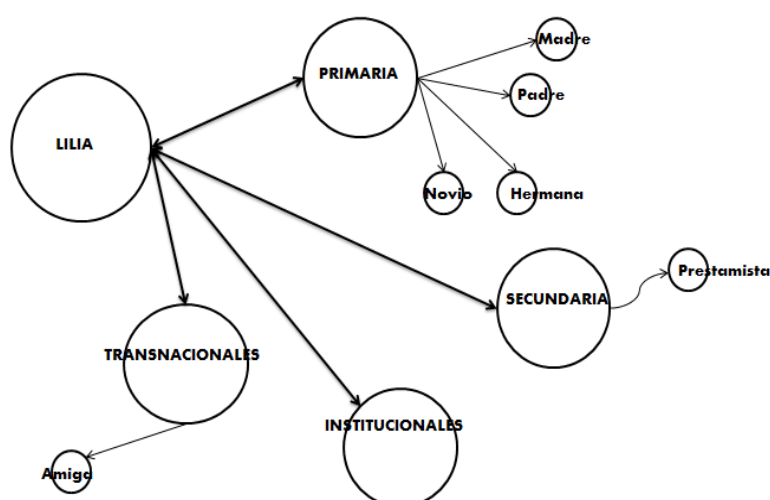 Madre
PRIMARIA
Padre
LILIA
Novio
Hermana
Prestamista
SECUNDARIA
TRANSNACIONALES
INSTITUCIONALES
Amiga